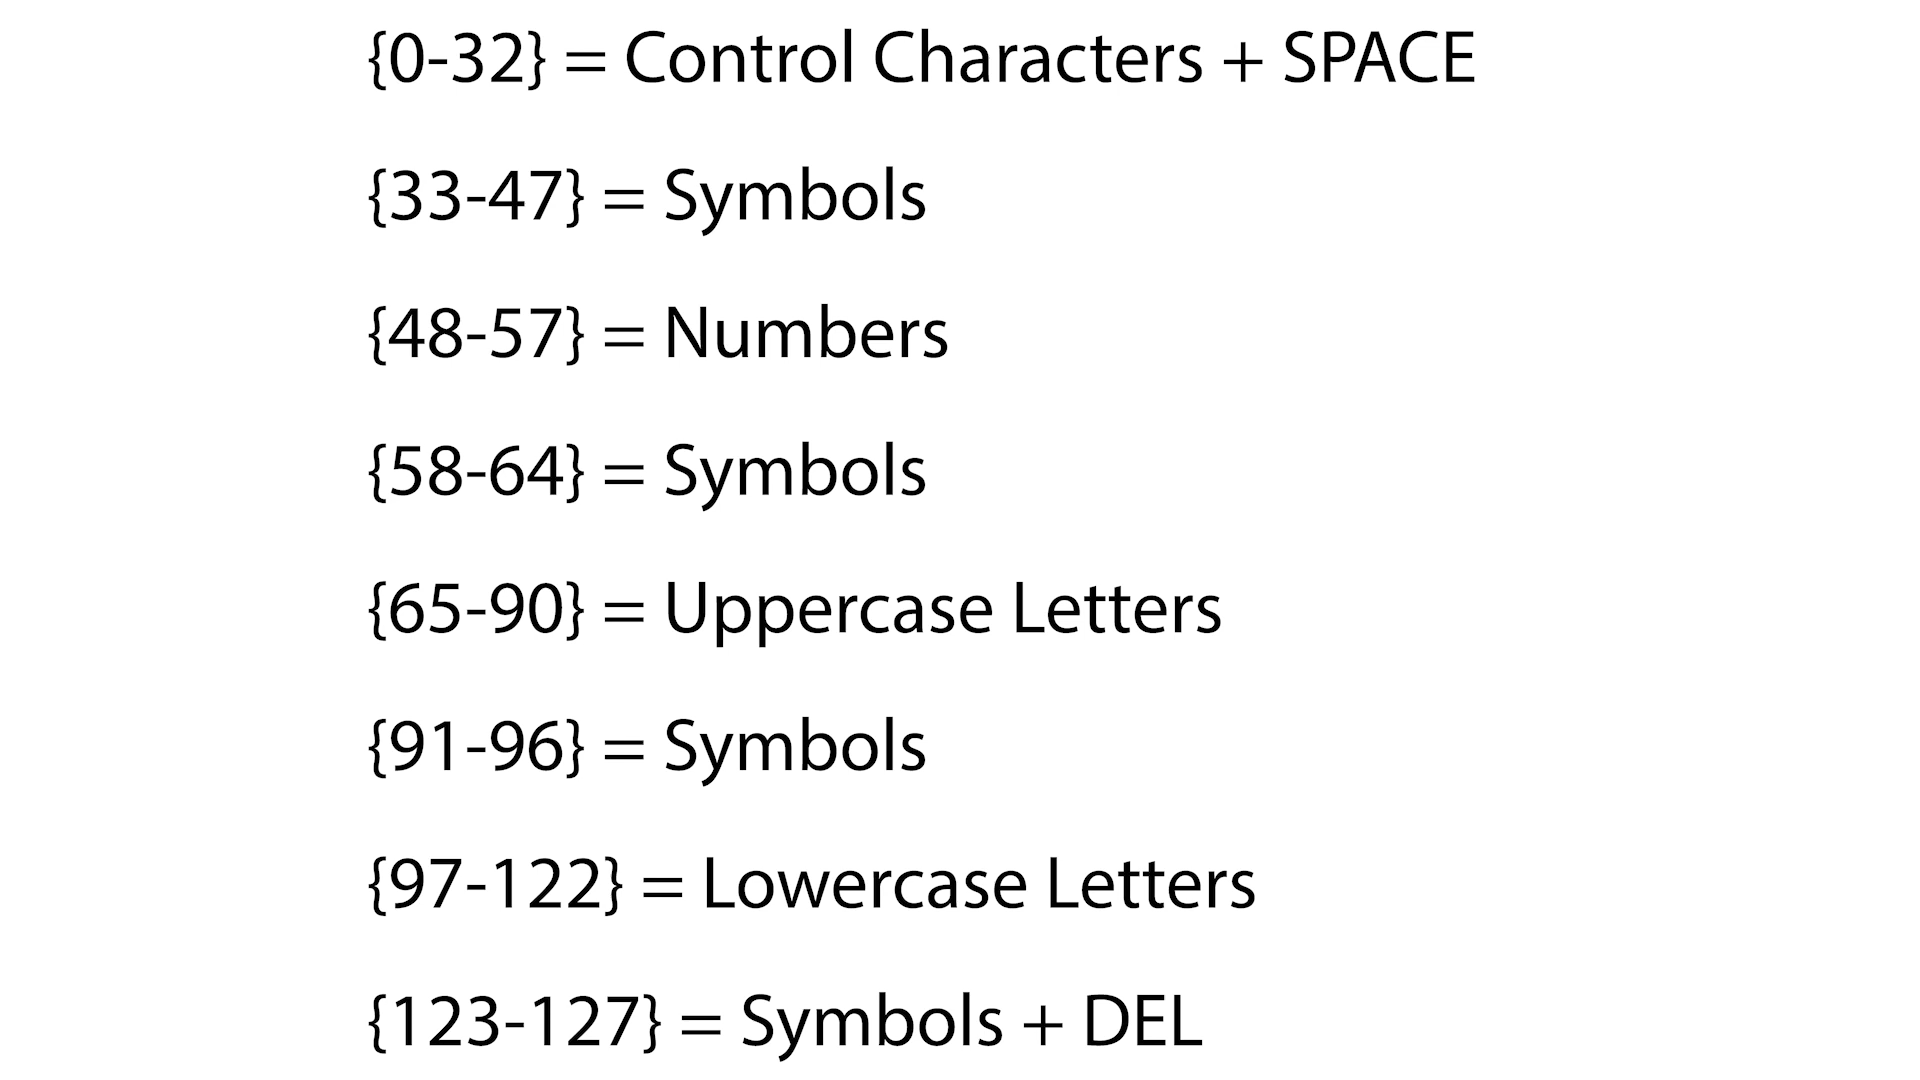 {0-32} = Control Characters + SPACE
{33-47} = Symbols
{48-57} = Numbers
{58-64} = Symbols
{65-90} = Uppercase Letters
{91-96} = Symbols
{97-122} = Lowercase Letters
{123-127} = Symbols + DEL